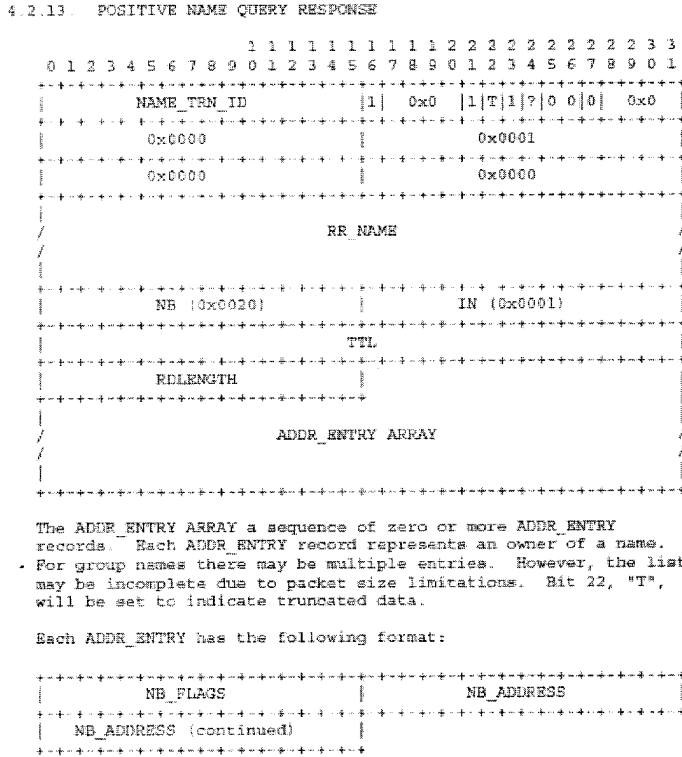 4.2.13. POSITIVE NAME QUERY RESPONSE
1 1 1 1 1 1 1 1 1 1 2 2 2 2 2 2 2 2 2 2 3 3
0 1 2 3 4 5 6 7 8 9 0 1 2 3 4 5 6 7 8 9 0 1 2 3 4 5 6 7 8 9 0 1
+-+-+-+-+-+-+-+-+-+-+-+-+-+-+-+-+-+-+-+-+-+-+-+-+-+-+-+-+-+-+-+-+
| NAME_TRN_ID |1| 0x0 |1|T|1|?|0 0|0| 0x0 |
+-+-+-+-+-+-+-+-+-+-+-+-+-+-+-+-+-+-+-+-+-+-+-+-+-+-+-+-+-+-+-+-+
| 0x0000 | 0x0001 |
+-+-+-+-+-+-+-+-+-+-+-+-+-+-+-+-+-+-+-+-+-+-+-+-+-+-+-+-+-+-+-+-+
| 0x0000 | 0x0000 |
+-+-+-+-+-+-+-+-+-+-+-+-+-+-+-+-+-+-+-+-+-+-+-+-+-+-+-+-+-+-+-+-+
| |
/ RR_NAME /
/ /
| |
+-+-+-+-+-+-+-+-+-+-+-+-+-+-+-+-+-+-+-+-+-+-+-+-+-+-+-+-+-+-+-+-+
| NB (0x0020) | IN (0x0001) |
+-+-+-+-+-+-+-+-+-+-+-+-+-+-+-+-+-+-+-+-+-+-+-+-+-+-+-+-+-+-+-+-+
| TTL |
+-+-+-+-+-+-+-+-+-+-+-+-+-+-+-+-+-+-+-+-+-+-+-+-+-+-+-+-+-+-+-+-+
| RDLENGTH | |
+-+-+-+-+-+-+-+-+-+-+-+-+-+-+-+-+
| |
/ ADDR_ENTRY ARRAY /
/ /
| |
+-+-+-+-+-+-+-+-+-+-+-+-+-+-+-+-+-+-+-+-+-+-+-+-+-+-+-+-+-+-+-+-+
The ADDR_ENTRY ARRAY a sequence of zero or more ADDR_ENTRY
records. Each ADDR_ENTRY record represents an owner of a name.
For group names there may be multiple entries. However, the list
may be incomplete due to packet size limitations. Bit 22, "T",
will be set to indicate truncated data.
Each ADDR_ENTRY has the following format:
+-+-+-+-+-+-+-+-+-+-+-+-+-+-+-+-+-+-+-+-+-+-+-+-+-+-+-+-+-+-+-+-+
| NB_FLAGS | NB_ADDRESS |
+-+-+-+-+-+-+-+-+-+-+-+-+-+-+-+-+-+-+-+-+-+-+-+-+-+-+-+-+-+-+-+-+
| NB_ADDRESS (continued) |
+-+-+-+-+-+-+-+-+-+-+-+-+-+-+-+-+